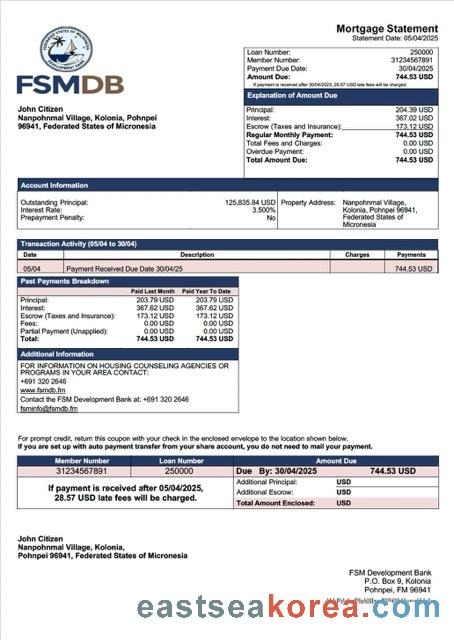 FEDERATED STATES OF MICRONESIA
DEVELOPMENT BANK
FSMDB
Mortgage Statement
Statement Date: 05/04/2025
Loan Number: 250000
Member Number: 31234567891
Payment Due Date: 30/04/2025
Amount Due: 744.53 USD
If payment is received after 30/04/2025, 28.57 USD late fees will be charged.
John Citizen
Nanpohnmal Village, Kolonia, Pohnpei
96941, Federated States of Micronesia
Explanation of Amount Due
Principal: 204.39 USD
Interest: 367.02 USD
Escrow (Taxes and Insurance): 173.12 USD
Regular Monthly Payment: 744.53 USD
Total Fees and Charges: 0.00 USD
Overdue Payment: 0.00 USD
Total Amount Due: 744.53 USD
Account Information
Outstanding Principal: 125,835.84 USD
Interest Rate: 3.500%
Prepayment Penalty: No
Property Address: Nanpohnmal Village,
Kolonia, Pohnpei 96941,
Federated States of
Micronesia
Transaction Activity (05/04 to 30/04)
Date Description Charges Payments
05/04 Payment Received Due Date 30/04/25 744.53 USD
Past Payments Breakdown
Paid Last Month Paid Year To Date
Principal: 203.79 USD 203.79 USD
Interest: 367.62 USD 367.62 USD
Escrow (Taxes and Insurance): 173.12 USD 173.12 USD
Fees: 0.00 USD 0.00 USD
Partial Payment (Unapplied): 0.00 USD 0.00 USD
Total: 744.53 USD 744.53 USD
Additional Information
FOR INFORMATION ON HOUSING COUNSELING AGENCIES OR
PROGRAMS IN YOUR AREA CONTACT:
+691 320 2646
www.fsmdb.fm
Contact the FSM Development Bank at: +691 320 2646
fsminfo@fsmdb.fm
For prompt credit, return this coupon with your check in the enclosed envelope to the location shown below.
If you are set up with auto payment transfer from your share account, you do not need to mail your payment.
Member Number Loan Number Amount Due
31234567891 250000 Due By: 30/04/2025 744.53 USD
If payment is received after 05/04/2025,
28.57 USD late fees will be charged.
Additional Principal: USD
Additional Escrow: USD
Total Amount Enclosed: USD
John Citizen
Nanpohnmal Village, Kolonia,
Pohnpei 96941, Federated States of Micronesia
FSM Development Bank
P.O. Box 9, Kolonia
Pohnpei, FM 96941
eastseakorea.com